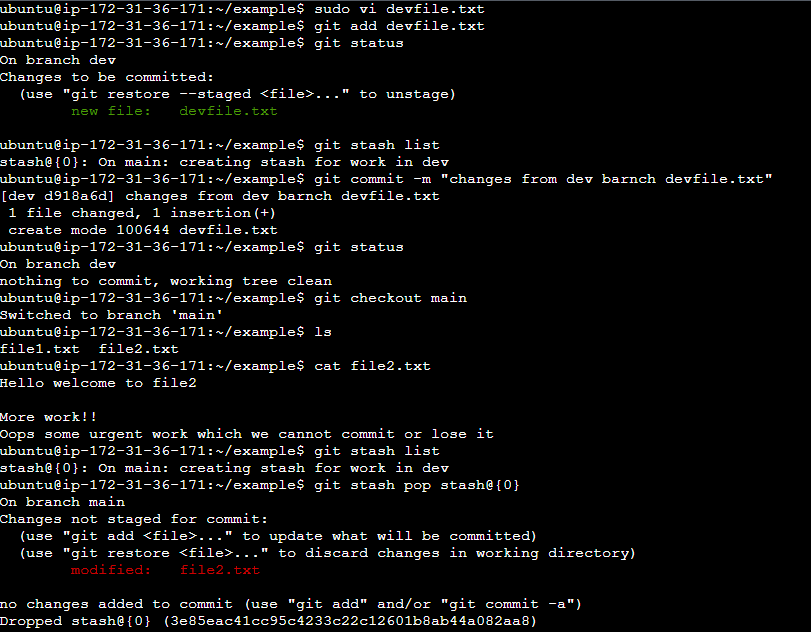 ubuntu@ip-172-31-36-171:~/example$ sudo vi devfile.txt
ubuntu@ip-172-31-36-171:~/example$ git add devfile.txt
ubuntu@ip-172-31-36-171:~/example$ git status
On branch dev
Changes to be committed:
  (use "git restore --staged <file>..." to unstage)
        new file:   devfile.txt

ubuntu@ip-172-31-36-171:~/example$ git stash list
stash@{0}: On main: creating stash for work in dev
ubuntu@ip-172-31-36-171:~/example$ git commit -m "changes from dev barnch devfile.txt"
[dev d918a6d] changes from dev barnch devfile.txt
 1 file changed, 1 insertion(+)
 create mode 100644 devfile.txt
ubuntu@ip-172-31-36-171:~/example$ git status
On branch dev
nothing to commit, working tree clean
ubuntu@ip-172-31-36-171:~/example$ git checkout main
Switched to branch 'main'
ubuntu@ip-172-31-36-171:~/example$ ls
file1.txt  file2.txt
ubuntu@ip-172-31-36-171:~/example$ cat file2.txt
Hello welcome to file2

More work!!
Oops some urgent work which we cannot commit or lose it
ubuntu@ip-172-31-36-171:~/example$ git stash list
stash@{0}: On main: creating stash for work in dev
ubuntu@ip-172-31-36-171:~/example$ git stash pop stash@{0}
On branch main
Changes not staged for commit:
  (use "git add <file>..." to update what will be committed)
  (use "git restore <file>..." to discard changes in working directory)
        modified:   file2.txt

no changes added to commit (use "git add" and/or "git commit -a")
Dropped stash@{0} (3e85eac41cc95c4233c22c12601b8ab44a082aa8)